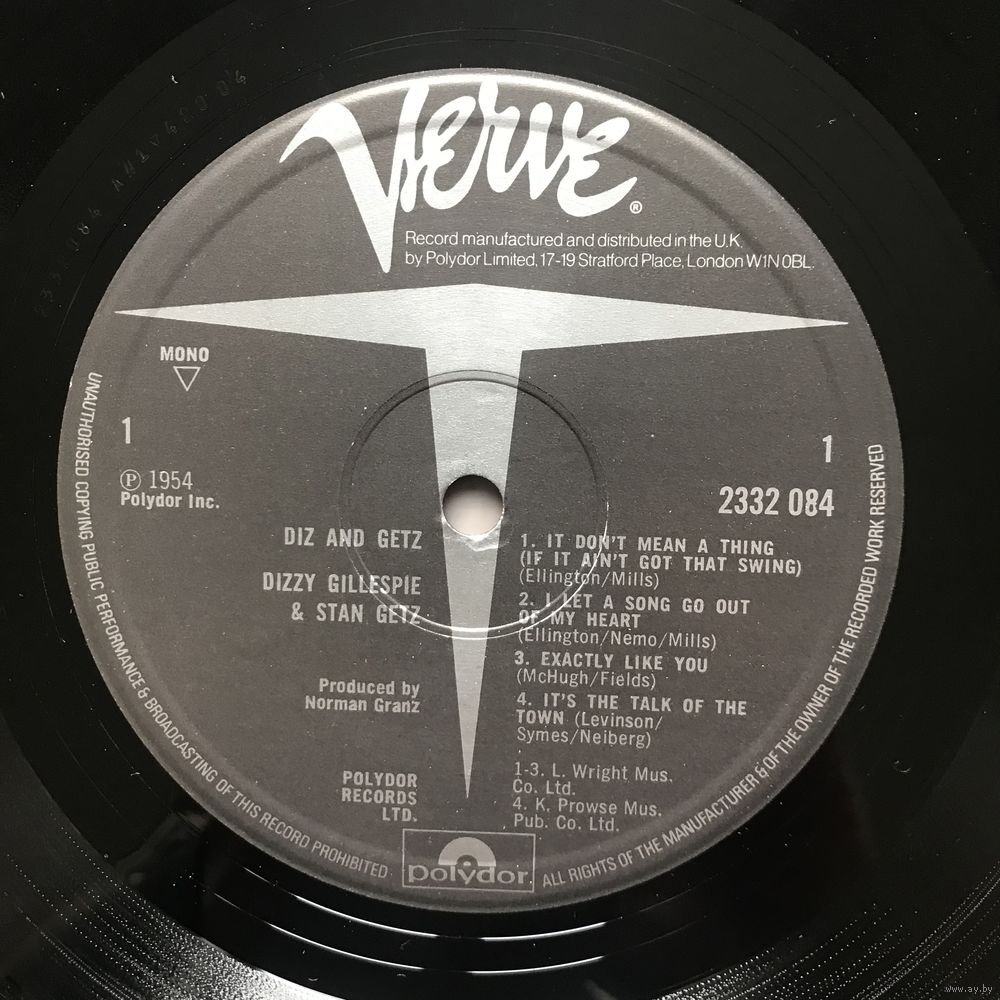 Verve®
Record manufactured and distributed in the U.K.
by Polydor Limited, 17-19 Stratford Place, London W1N 0BL.
MONO
1
℗ 1954
Polydor Inc.
1
2332 084
DIZ AND GETZ
DIZZY GILLESPIE
& STAN GETZ
Produced by
Norman Granz
POLYDOR
RECORDS
LTD.
1. IT DON'T MEAN A THING
(IF IT AIN'T GOT THAT SWING)
(Ellington/Mills)
2. I LET A SONG GO OUT
OF MY HEART
(Ellington/Nemo/Mills)
3. EXACTLY LIKE YOU
(McHugh/Fields)
4. IT'S THE TALK OF THE
TOWN (Levinson/
Symes/Neiberg)
1-3. L. Wright Mus.
Co. Ltd.
4. K. Prowse Mus.
Pub. Co. Ltd.
polydor
UNAUTHORISED COPYING PUBLIC PERFORMANCE & BROADCASTING OF THIS RECORD PROHIBITED
ALL RIGHTS OF THE MANUFACTURER & OF THE OWNER OF THE RECORDED WORK RESERVED
www.ay.by